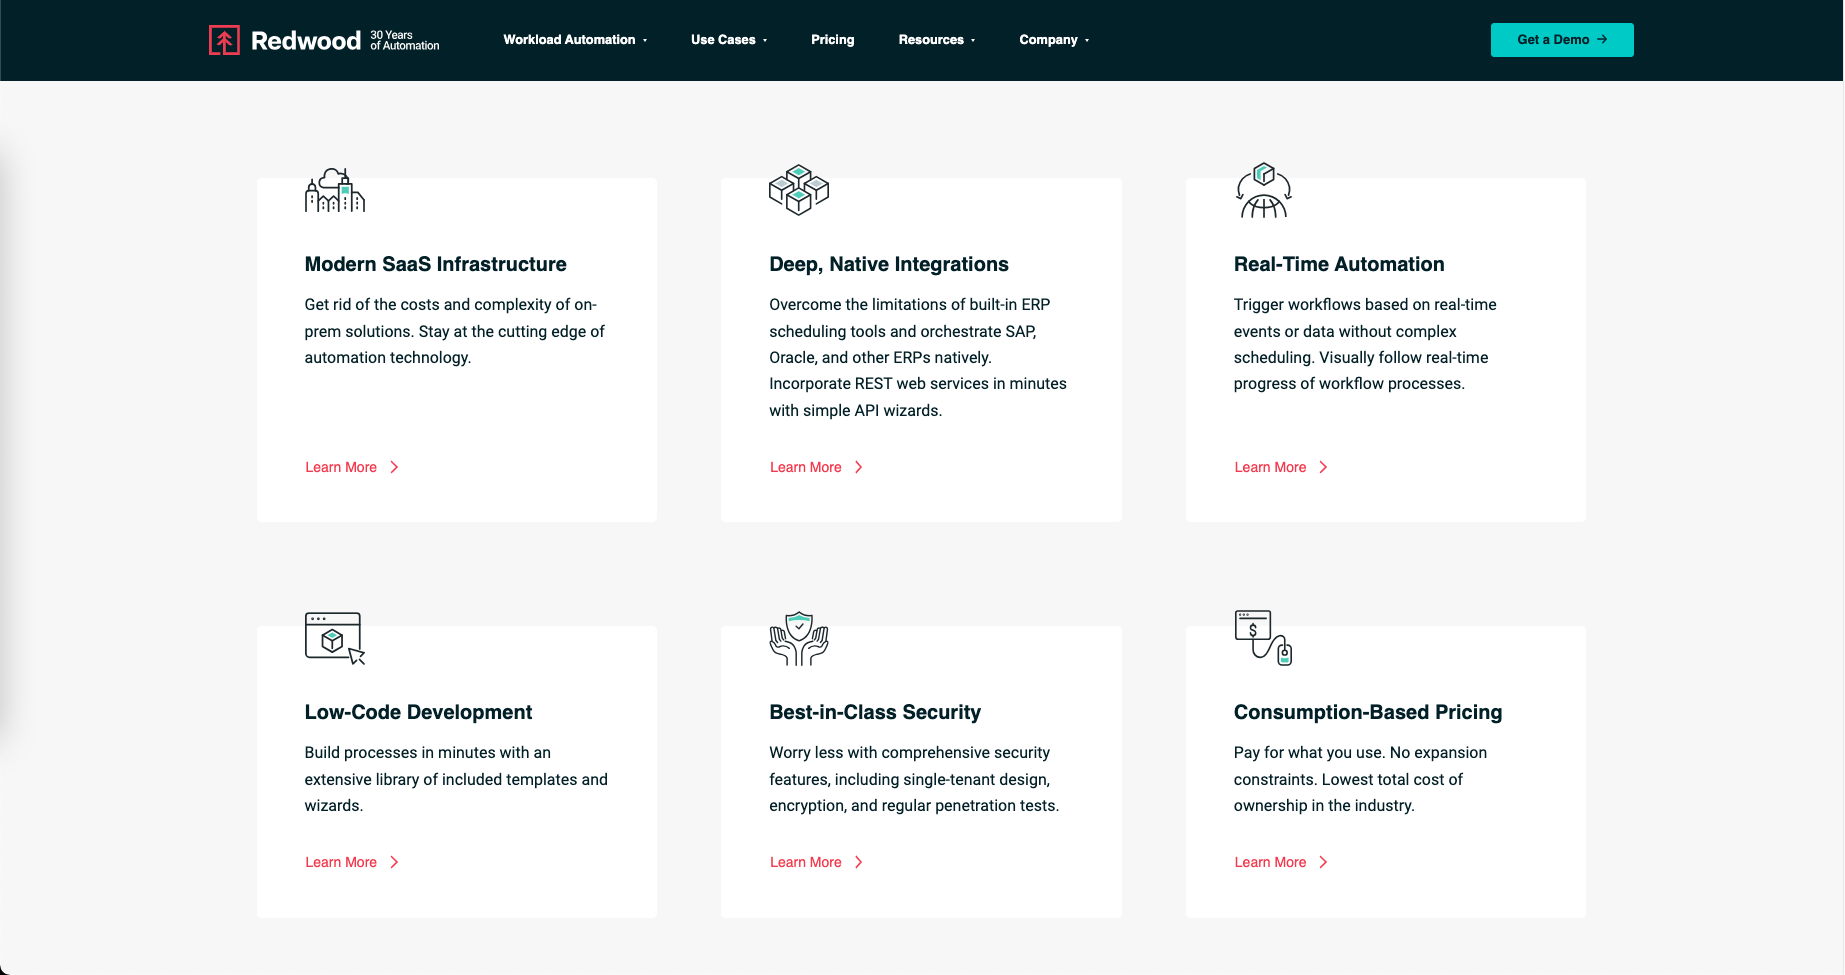 Redwood
30 Years
of Automation
Workload Automation
Use Cases
Pricing
Resources
Company
Get a Demo →
Modern SaaS Infrastructure
Get rid of the costs and complexity of on-
prem solutions. Stay at the cutting edge of
automation technology.
Learn More
Deep, Native Integrations
Overcome the limitations of built-in ERP
scheduling tools and orchestrate SAP,
Oracle, and other ERPs natively.
Incorporate REST web services in minutes
with simple API wizards.
Learn More
Real-Time Automation
Trigger workflows based on real-time
events or data without complex
scheduling. Visually follow real-time
progress of workflow processes.
Learn More
Low-Code Development
Build processes in minutes with an
extensive library of included templates and
wizards.
Learn More
Best-in-Class Security
Worry less with comprehensive security
features, including single-tenant design,
encryption, and regular penetration tests.
Learn More
$
Consumption-Based Pricing
Pay for what you use. No expansion
constraints. Lowest total cost of
ownership in the industry.
Learn More